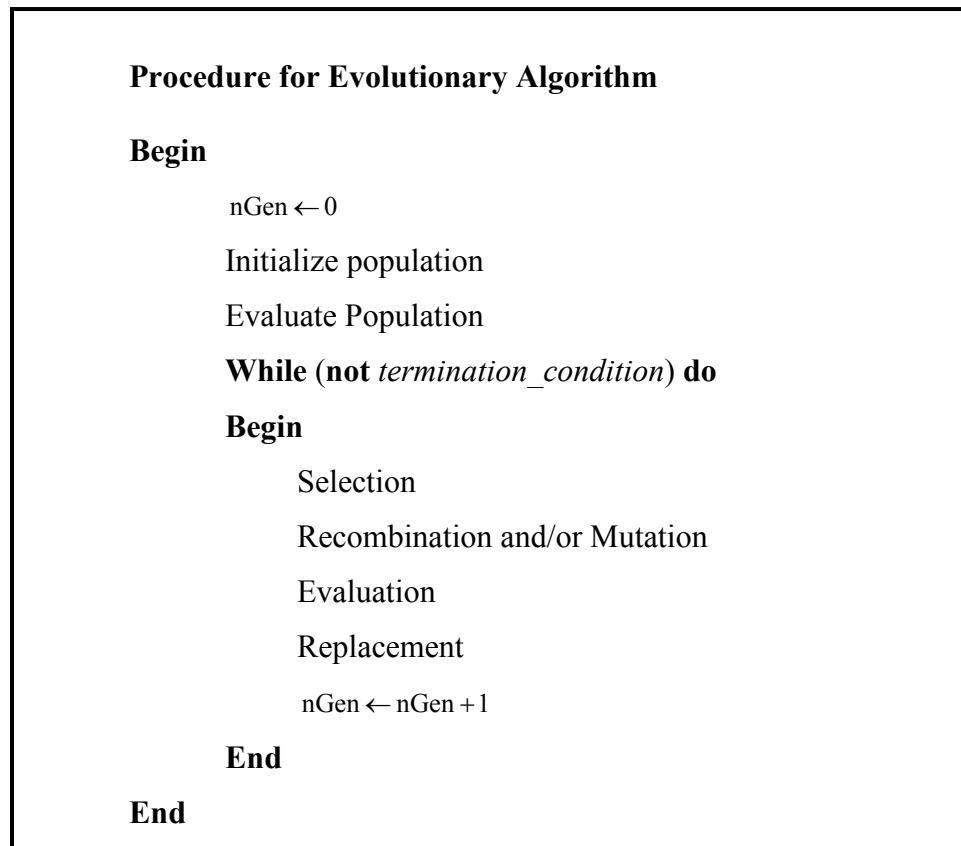 Procedure for Evolutionary Algorithm
Begin
nGen ← 0
Initialize population
Evaluate Population
While (not termination_condition) do
Begin
Selection
Recombination and/or Mutation
Evaluation
Replacement
nGen ← nGen + 1
End
End